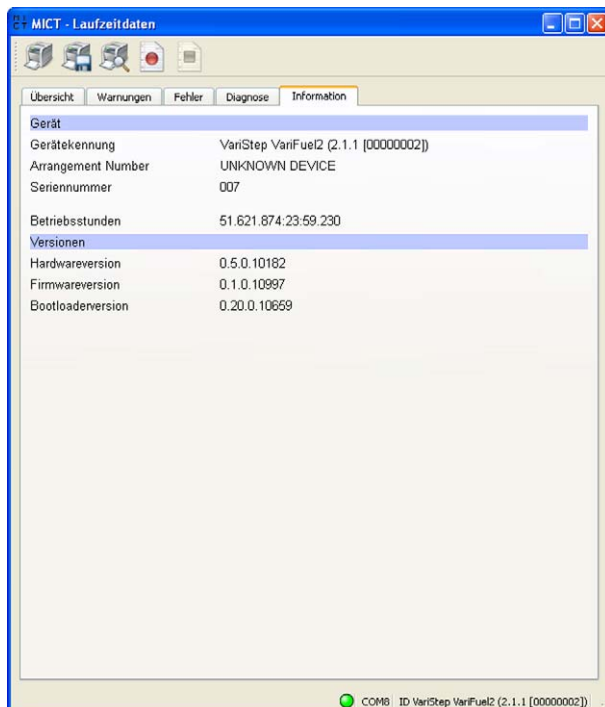 MICT - Laufzeitdaten
Übersicht Warnungen Fehler Diagnose Information
Gerät
Gerätekennung VariStep VariFuel2 (2.1.1 [00000002])
Arrangement Number UNKNOWN DEVICE
Seriennummer 007
Betriebsstunden 51.621.874:23:59.230
Versionen
Hardwareversion 0.5.0.10182
Firmwareversion 0.1.0.10997
Bootloaderversion 0.20.0.10659
COM8 ID VariStep VariFuel2 (2.1.1 [00000002])